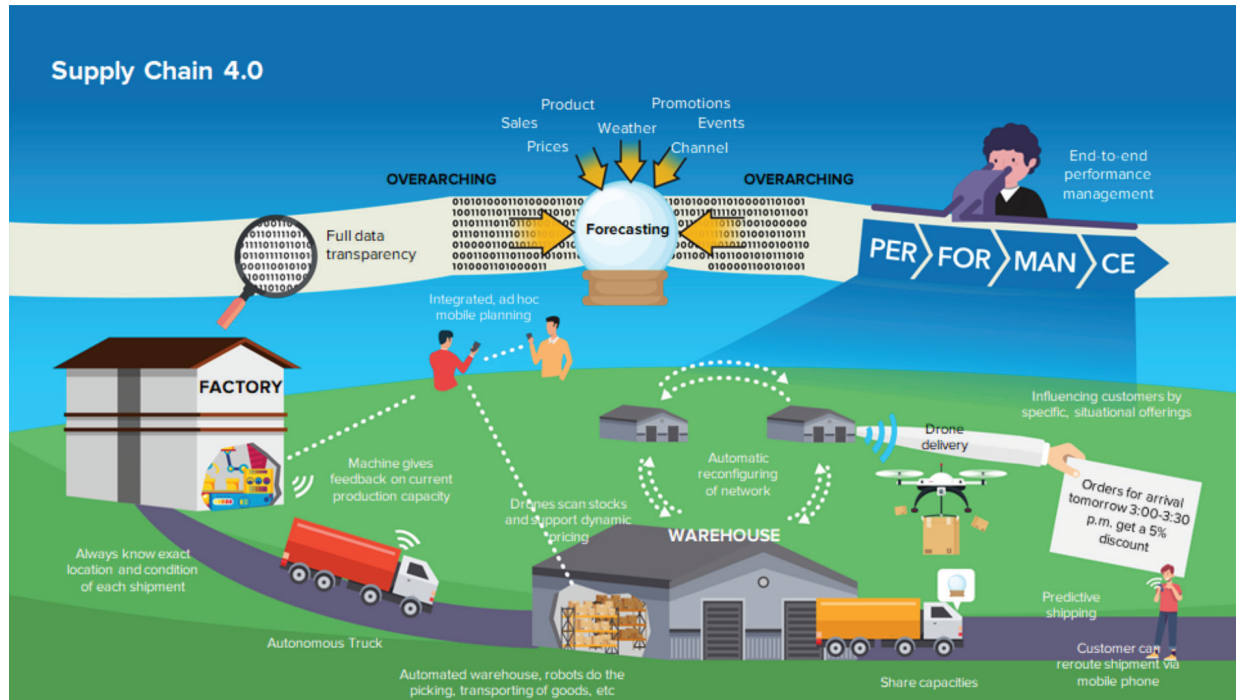 Supply Chain 4.0
Product
Promotions
Sales
Weather
Events
Prices
Channel
OVERARCHING
OVERARCHING
Forecasting
End-to-end
performance
management
Full data
transparency
PER FOR MAN CE
Integrated, ad hoc
mobile planning
FACTORY
Influencing customers by
specific, situational offerings
Drone
delivery
Machine gives
feedback on current
production capacity
Automatic
reconfiguring
of network
Drones scan stocks
and support dynamic
pricing
Orders for arrival
tomorrow 3:00-3:30
p.m. get a 5%
discount
WAREHOUSE
Always know exact
location and condition
of each shipment
Autonomous Truck
Predictive
shipping
Automated warehouse, robots do the
picking, transporting of goods, etc
Share capacities
Customer can
reroute shipment via
mobile phone